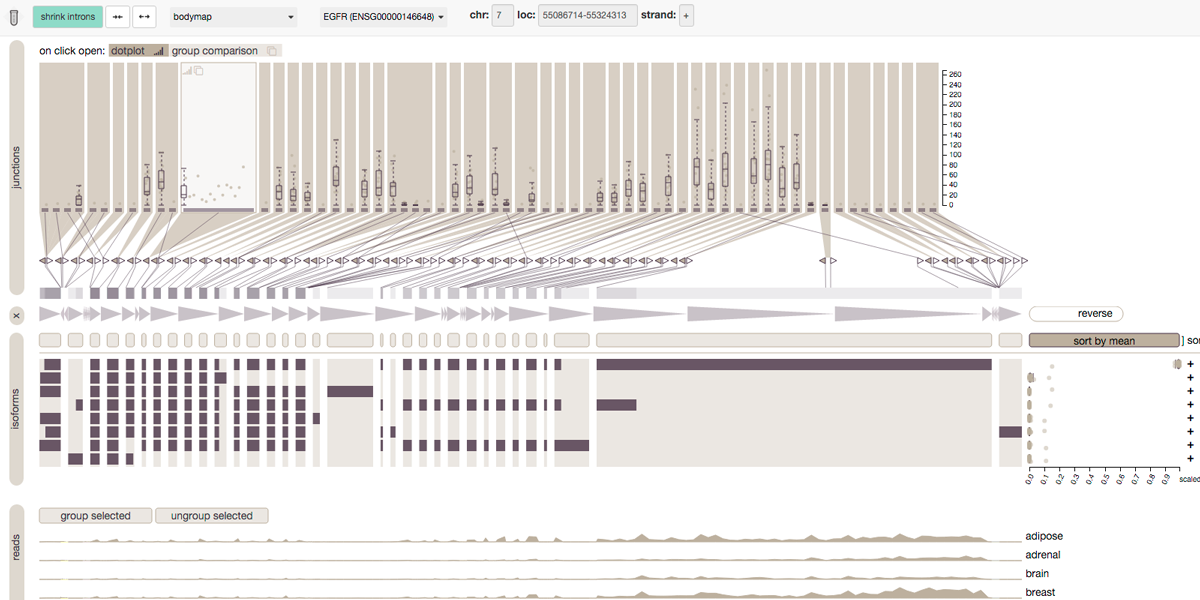 shrink introns
bodymap
EGFR (ENSG00000146648)
chr: 7 loc: 55086714-55324313 strand: +
on click open: dotplot group comparison
junctions
260
240
220
200
180
160
140
120
100
80
60
40
20
0
x
reverse
sort by mean
] sor
isoforms
+
+
+
+
+
+
+
+
0.0 0.1 0.2 0.3 0.4 0.5 0.6 0.7 0.8 0.9
scaled
reads
group selected ungroup selected
adipose
adrenal
brain
breast